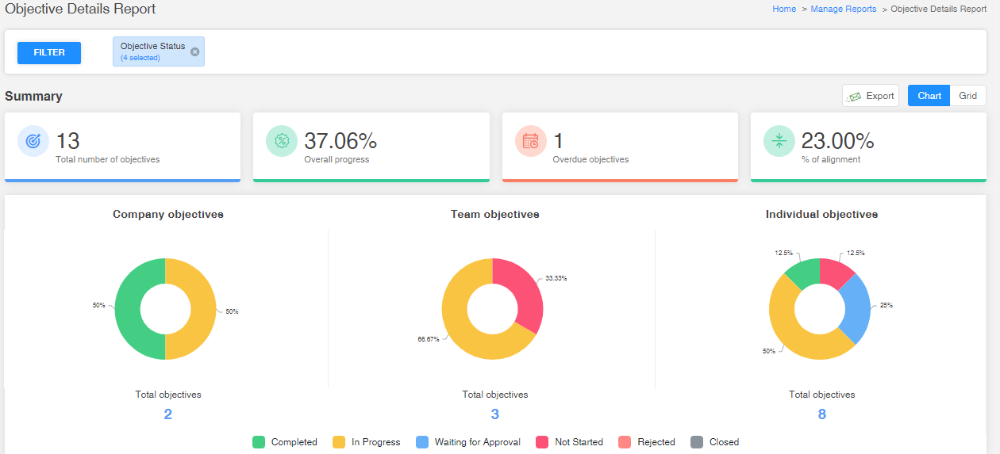 Objective Details Report
Home > Manage Reports > Objective Details Report
FILTER
Objective Status
(4 selected)
Summary
Export
Chart
Grid
13
Total number of objectives
37.06%
Overall progress
1
Overdue objectives
23.00%
% of alignment
Company objectives
50%
50%
Total objectives
2
Team objectives
33.33%
66.67%
Total objectives
3
Individual objectives
12.5%
12.5%
25%
50%
Total objectives
8
Completed
In Progress
Waiting for Approval
Not Started
Rejected
Closed